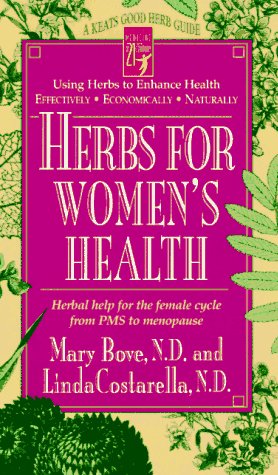 A KEATS GOOD HERB GUIDE
21
Using Herbs to Enhance Health
EFFECTIVELY • ECONOMICALLY • NATURALLY
HERBS FOR
WOMEN'S
HEALTH
Herbal help for the female cycle
from PMS to menopause
Mary Bove, N.D. and
Linda Costarella, N.D.